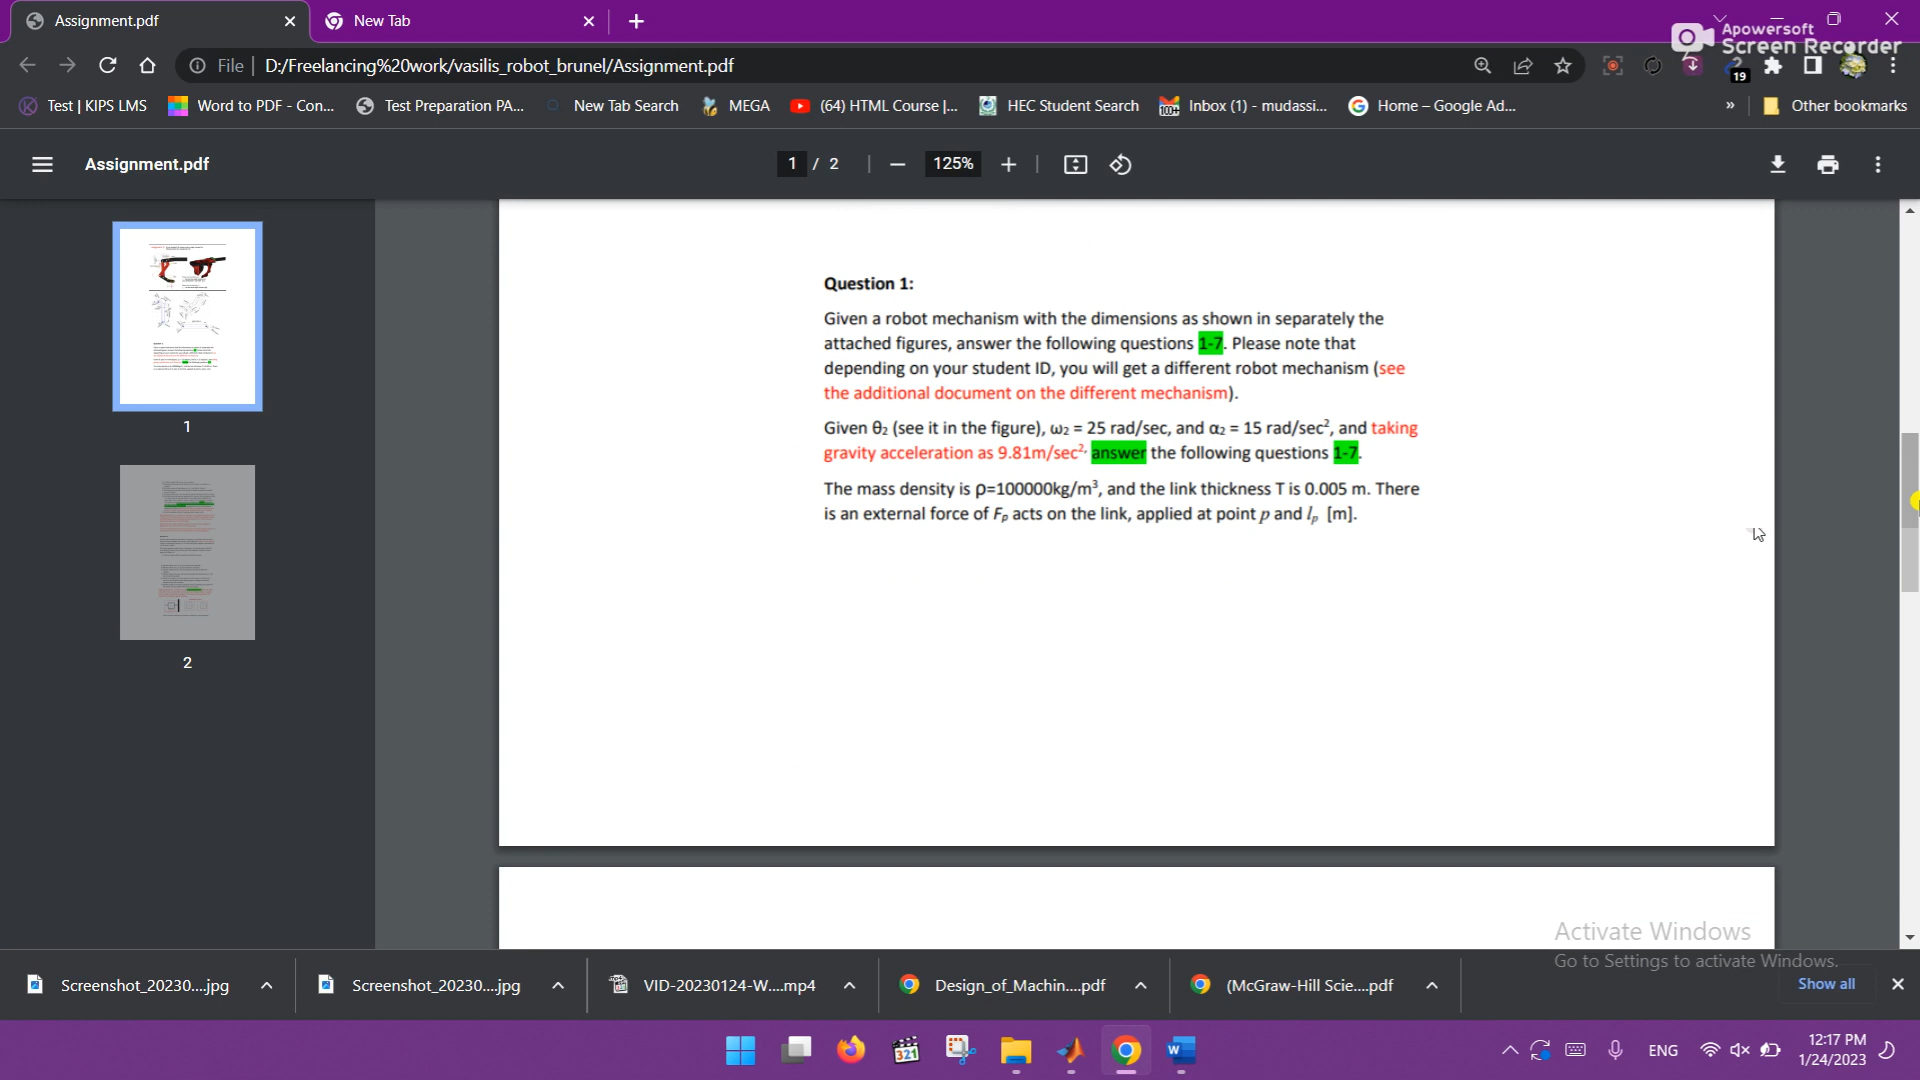 Assignment.pdf
New Tab
Apowersoft
Screen Recorder
File
D:/Freelancing%20work/vasilis_robot_brunel/Assignment.pdf
19
Test | KIPS LMS
Word to PDF - Con...
Test Preparation PA...
New Tab Search
MEGA
(64) HTML Course |...
HEC Student Search
100+
Inbox (1) - mudassi...
Home – Google Ad...
»
Other bookmarks
Assignment.pdf
1 / 2
125%
1
2
Question 1:
Given a robot mechanism with the dimensions as shown in separately the
attached figures, answer the following questions 1-7. Please note that
depending on your student ID, you will get a different robot mechanism (see
the additional document on the different mechanism).
Given θ₂ (see it in the figure), ω₂ = 25 rad/sec, and α₂ = 15 rad/sec², and taking
gravity acceleration as 9.81m/sec², answer the following questions 1-7.
The mass density is ρ=100000kg/m³, and the link thickness T is 0.005 m. There
is an external force of Fₚ acts on the link, applied at point p and lₚ [m].
Activate Windows
Go to Settings to activate Windows.
Screenshot_20230....jpg
Screenshot_20230....jpg
VID-20230124-W....mp4
Design_of_Machin....pdf
(McGraw-Hill Scie....pdf
Show all
321
W
ENG
12:17 PM
1/24/2023